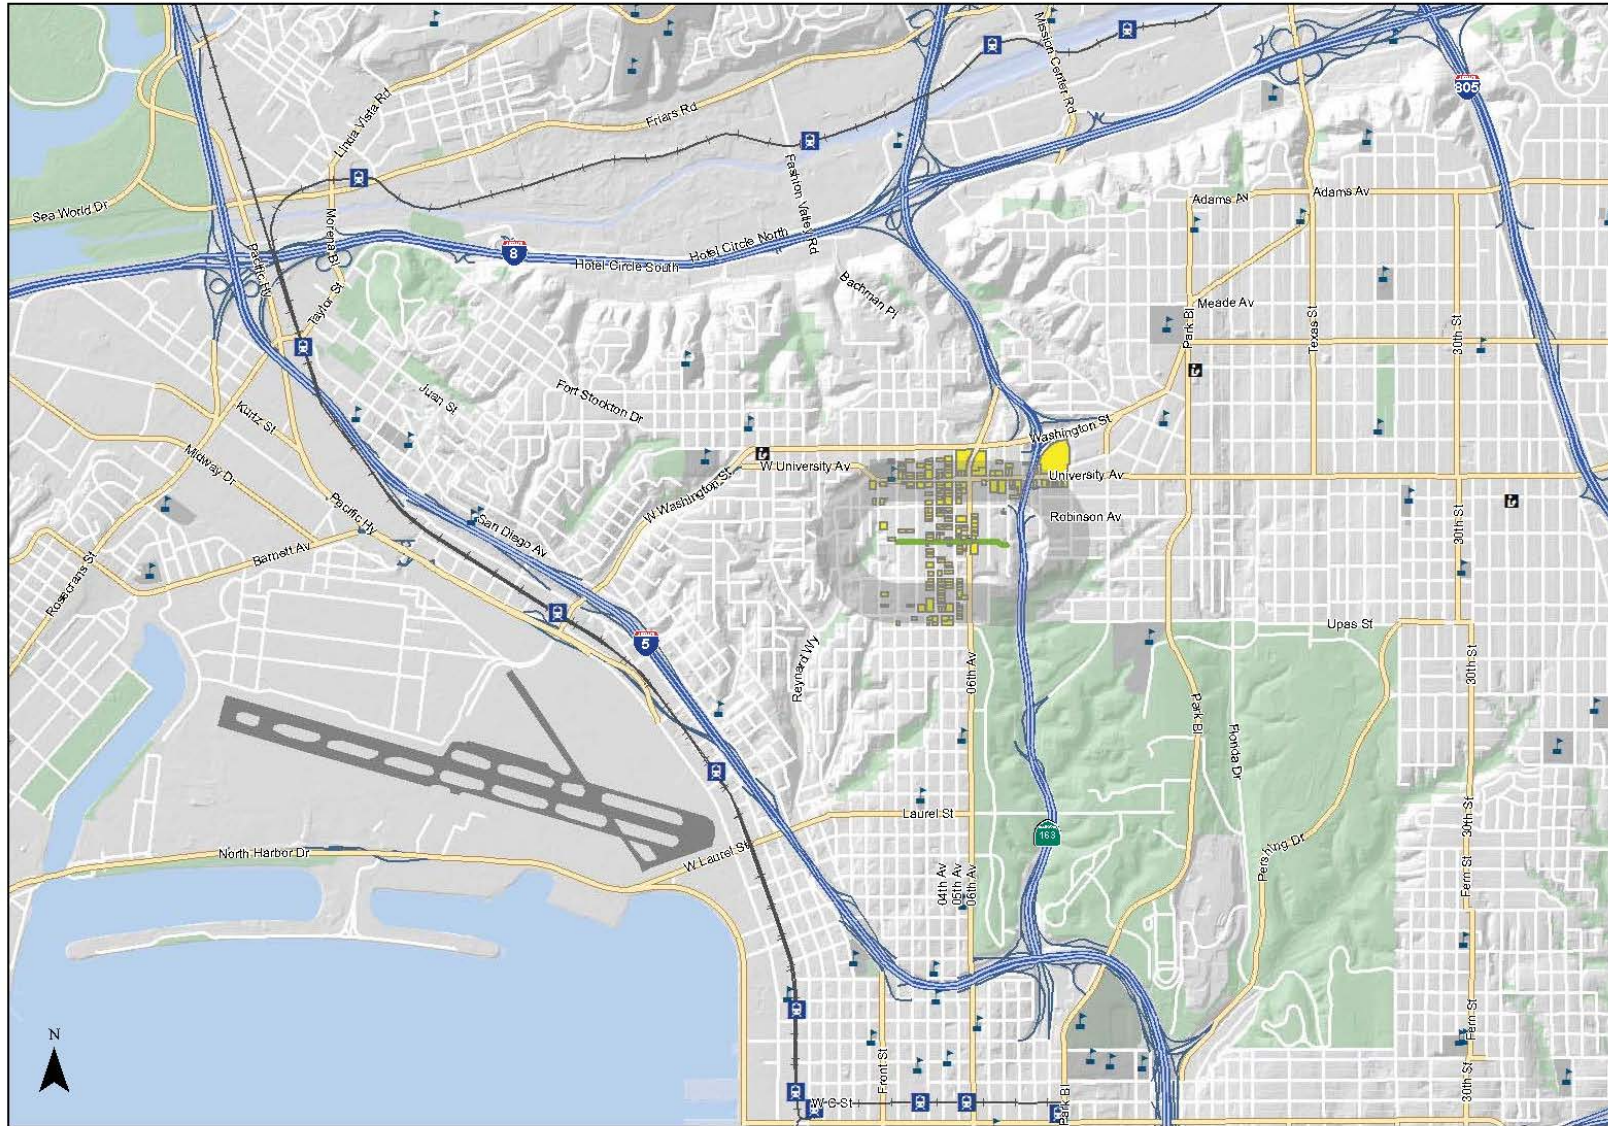 Mission Center Rd
805
Linda Vista Rd
Friars Rd
Fashion Valley Rd
Sea World Dr
Morena Bl
Adams Av
Adams Av
Pacific Hy
8
Hotel Circle South
Hotel Circle North
Bachman Pl
Taylor St
Meade Av
Park Bl
Texas St
30th St
Juan St
Fort Stockton Dr
Kurtz St
Washington St
Midway Dr
W University Av
University Av
W Washington St
Pacific Hy
San Diego Av
Robinson Av
30th St
Barnett Av
Rosecrans St
Upas St
5
Reynard Wy
06th Av
30th St
Park Bl
Florida Dr
Laurel St
30th St
163
North Harbor Dr
W Laurel St
Pershing Dr
04th Av
05th Av
06th Av
Fern St
N
Fern St
Front St
30th St
W C St
Park Bl